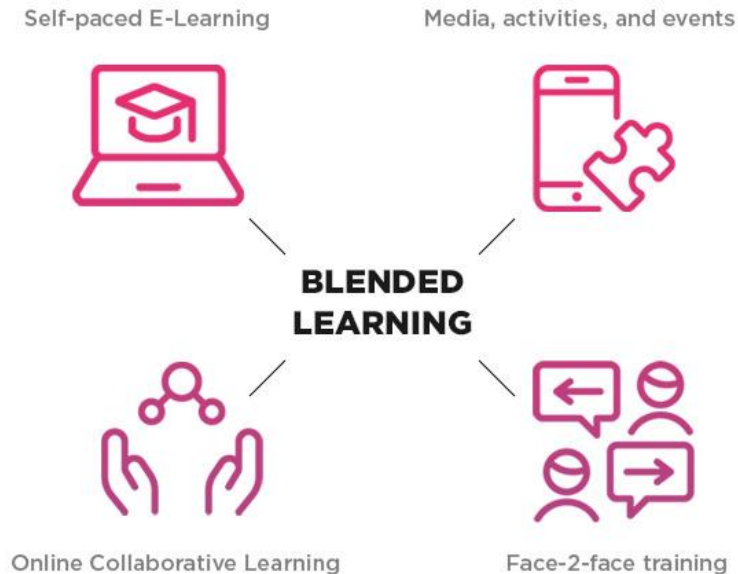 Self-paced E-Learning
Media, activities, and events
BLENDED
LEARNING
Online Collaborative Learning
Face-2-face training